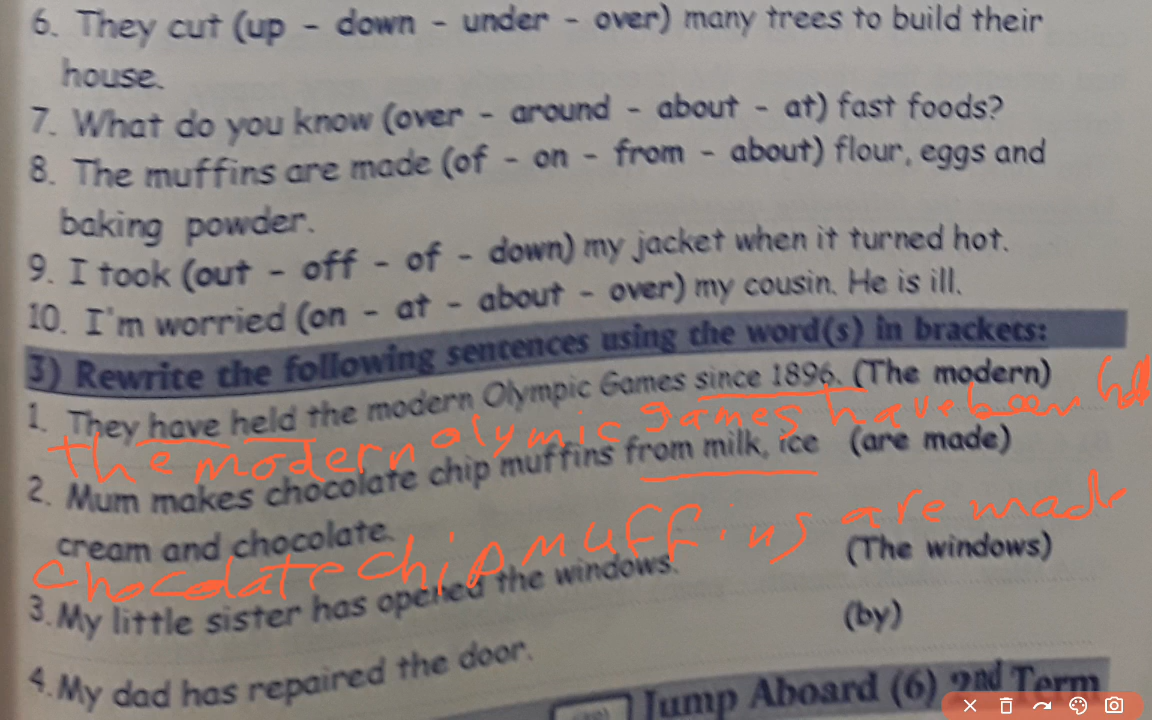 6. They cut (up - down - under - over) many trees to build their
house.
7. What do you know (over - around - about - at) fast foods?
8. The muffins are made (of - on - from - about) flour, eggs and
baking powder.
9. I took (out - off - of - down) my jacket when it turned hot.
10. I'm worried (on - at - about - over) my cousin. He is ill.
3) Rewrite the following sentences using the word(s) in brackets:
1. They have held the modern Olympic Games since 1896. (The modern)
the modern olymic games have been
2. Mum makes chocolate chip muffins from milk, ice (are made)
cream and chocolate.
chocolate chip muffins are made
3. My little sister has opened the windows. (The windows)
4. My dad has repaired the door. (by)
Jump Aboard (6) 2nd Term